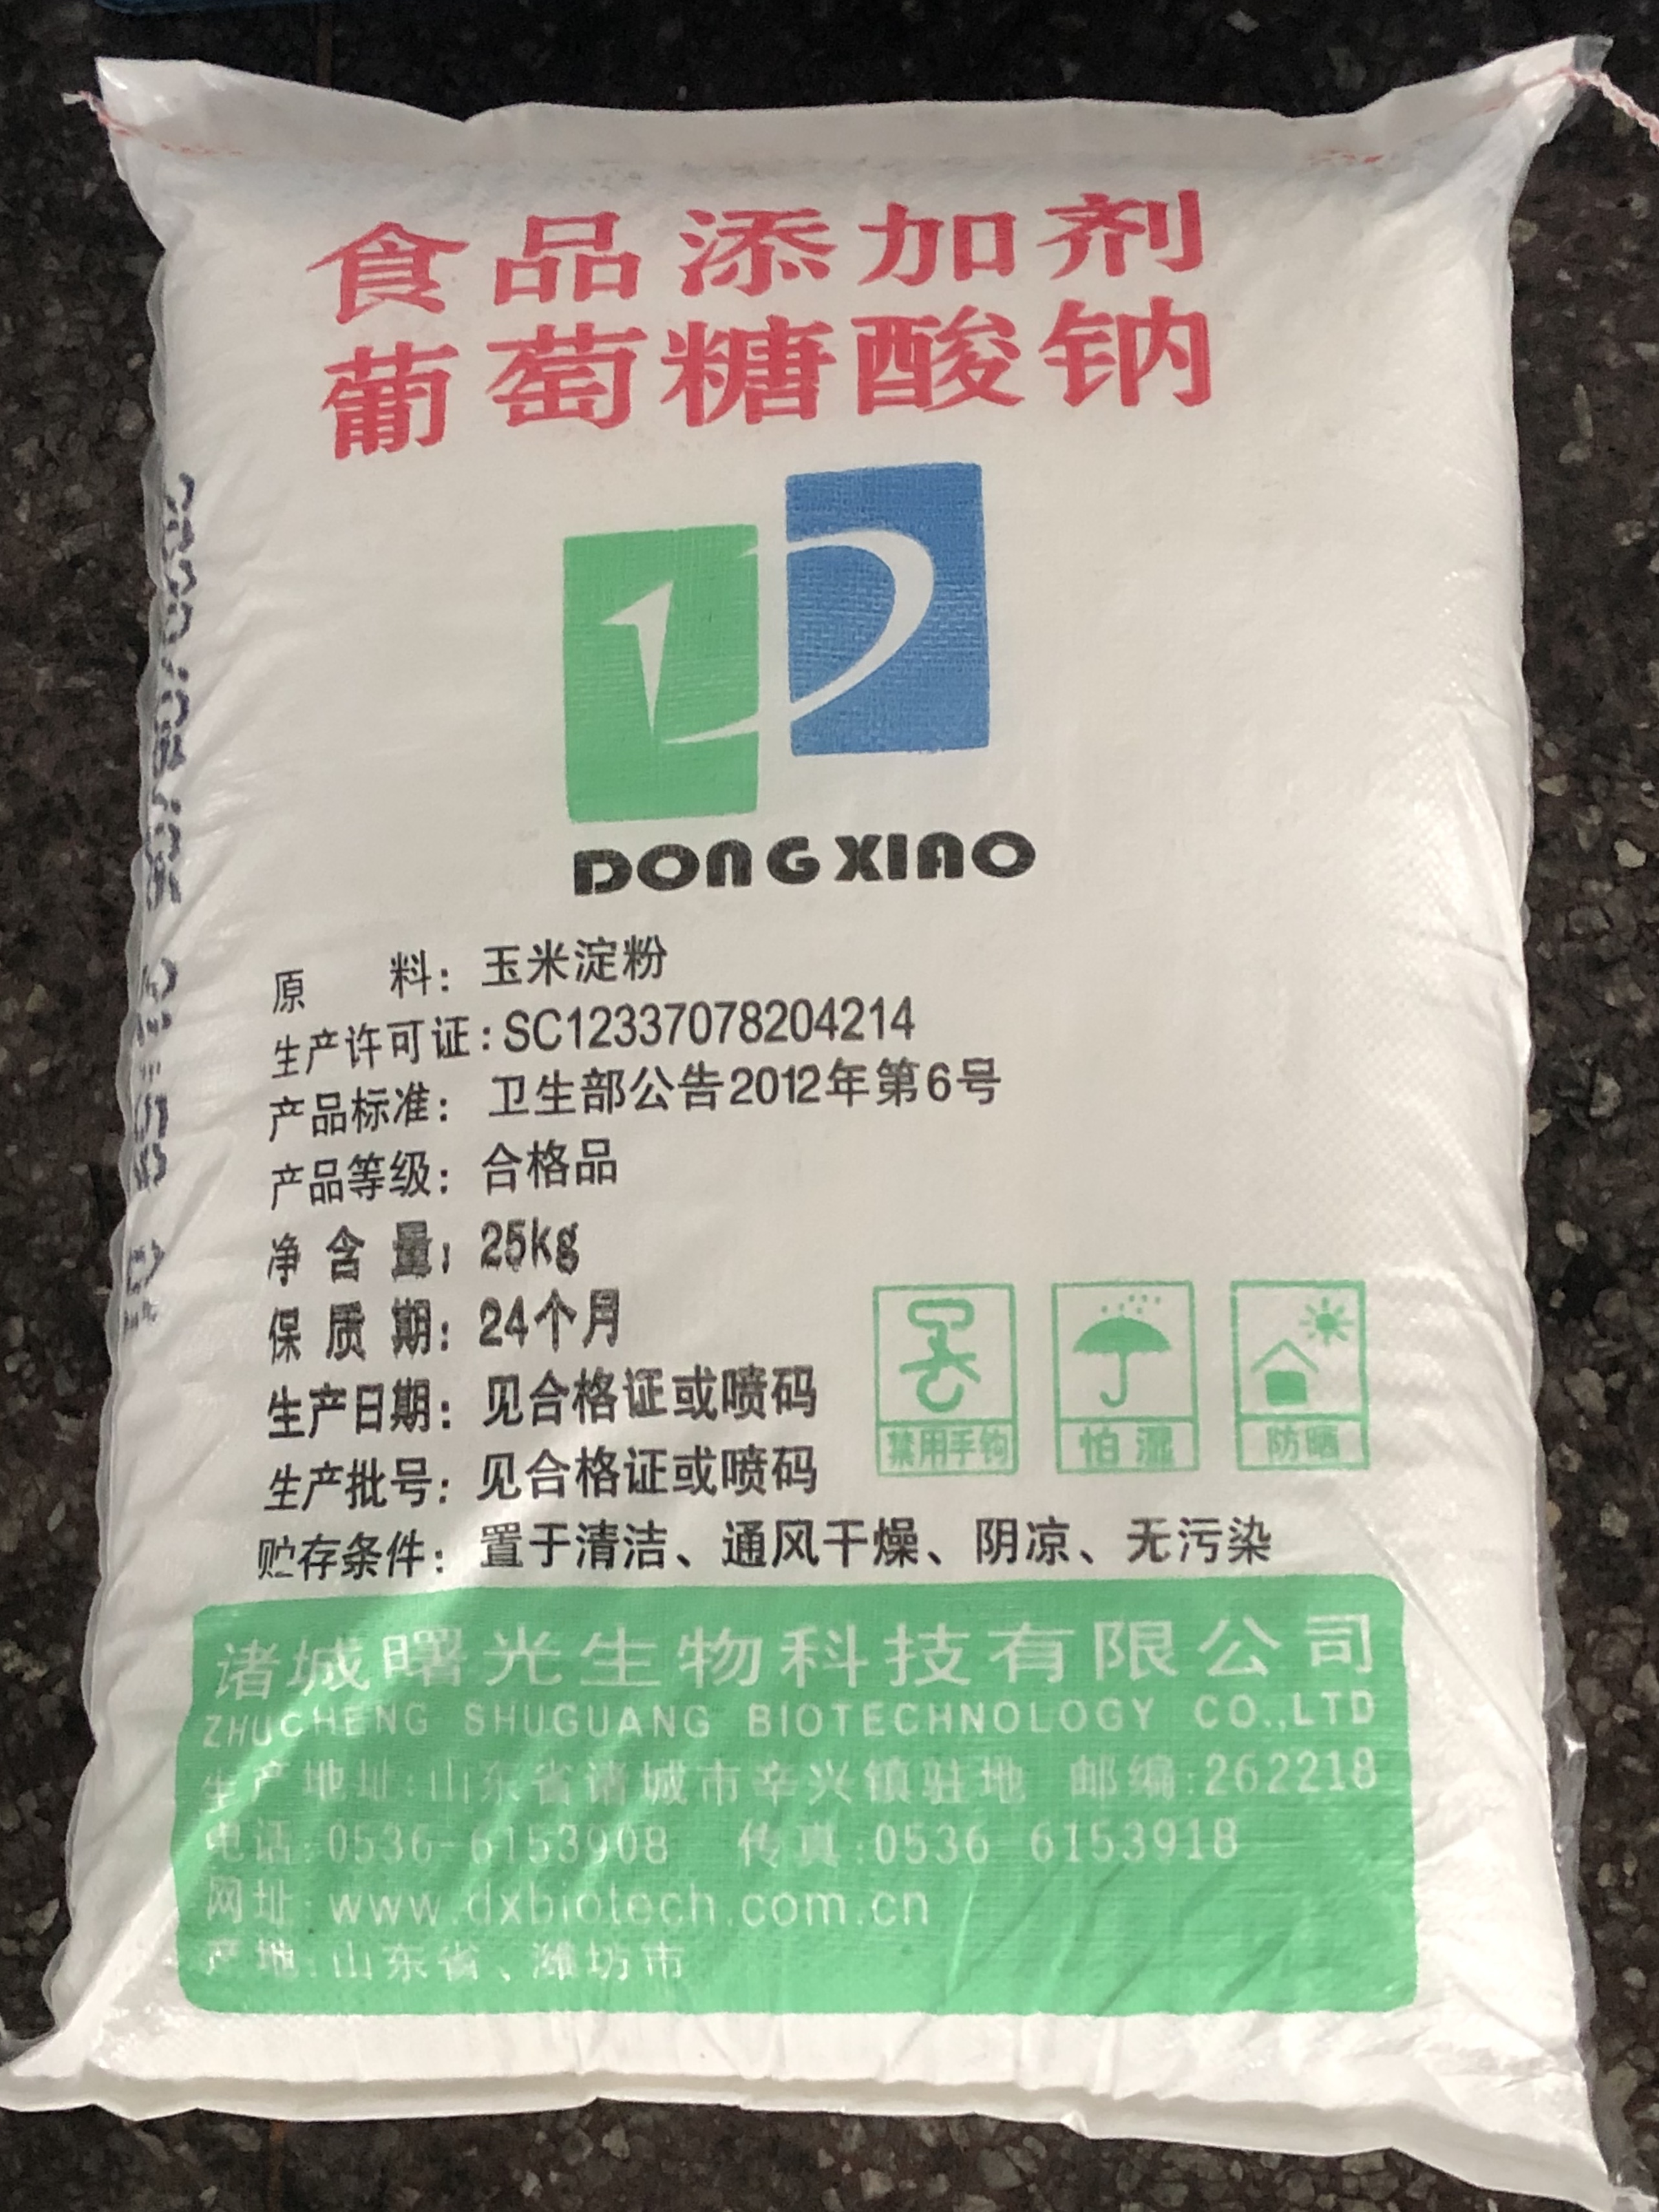 食品添加剂
葡萄糖酸钠
DONGXIAO
原 料：玉米淀粉
生产许可证：SC12337078204214
产品标准：卫生部公告2012年第6号
产品等级：合格品
净含量：25kg
保质期：24个月
生产日期：见合格证或喷码
生产批号：见合格证或喷码
禁用手钩 怕湿 防晒
贮存条件：置于清洁、通风干燥、阴凉、无污染
诸城曙光生物科技有限公司
ZHUCHENG SHUGUANG BIOTECHNOLOGY CO.,LTD
生产地址：山东省诸城市辛兴镇驻地 邮编：262218
电话：0536-6153908 传真：0536 6153918
网址：www.dxbiotech.com.cn
产地：山东省、潍坊市